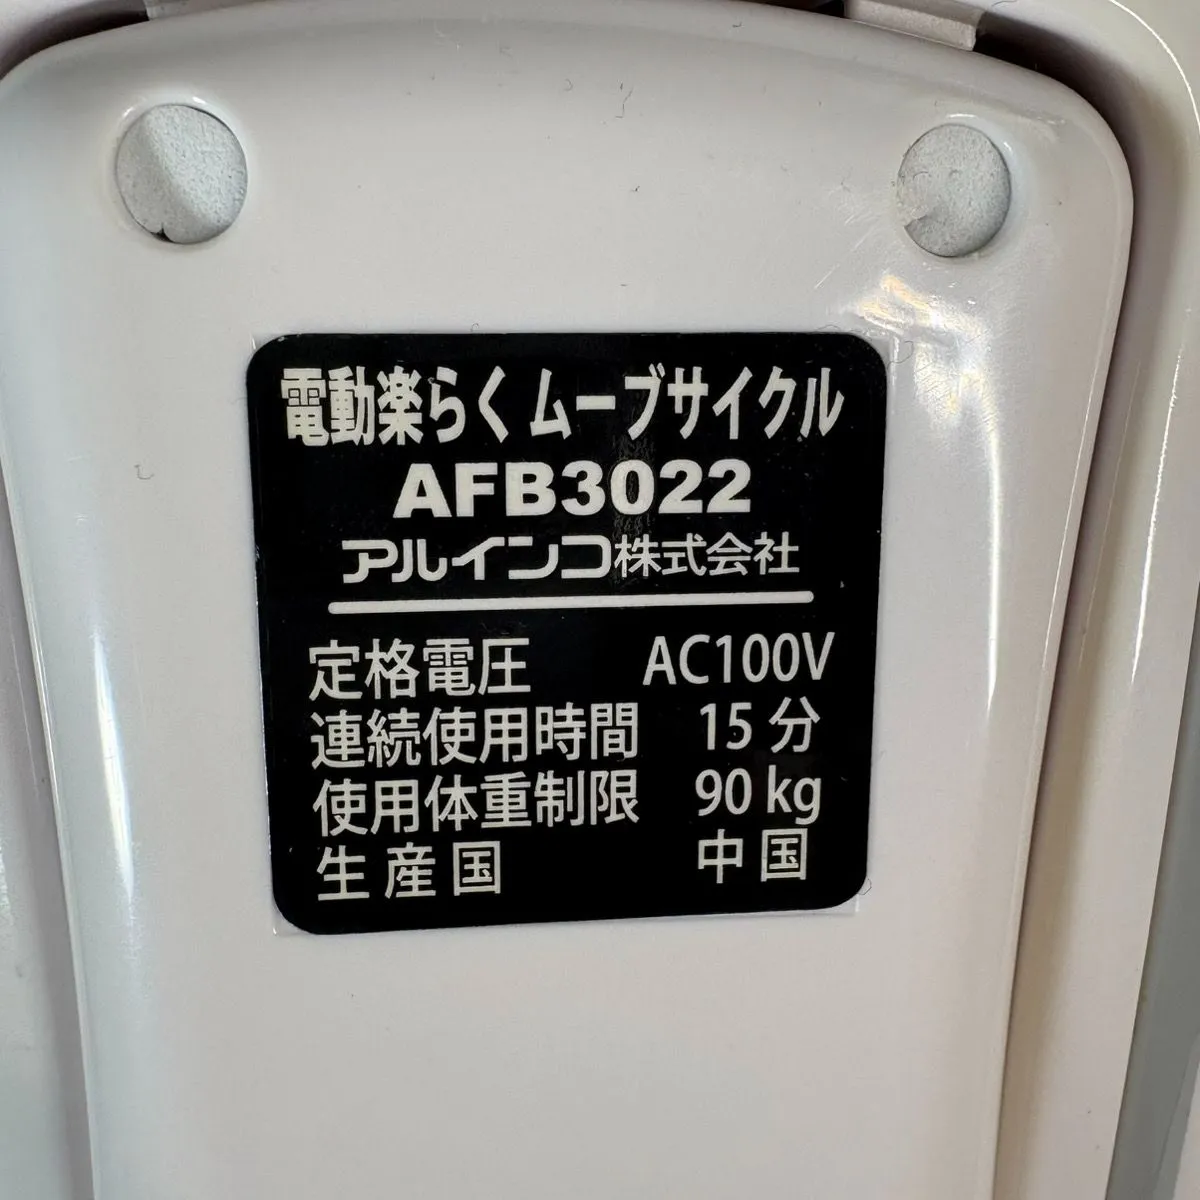 電動楽らくムーブサイクル
AFB3022
アルインコ株式会社
定格電圧 AC100V
連続使用時間 15分
使用体重制限 90 kg
生産国 中国